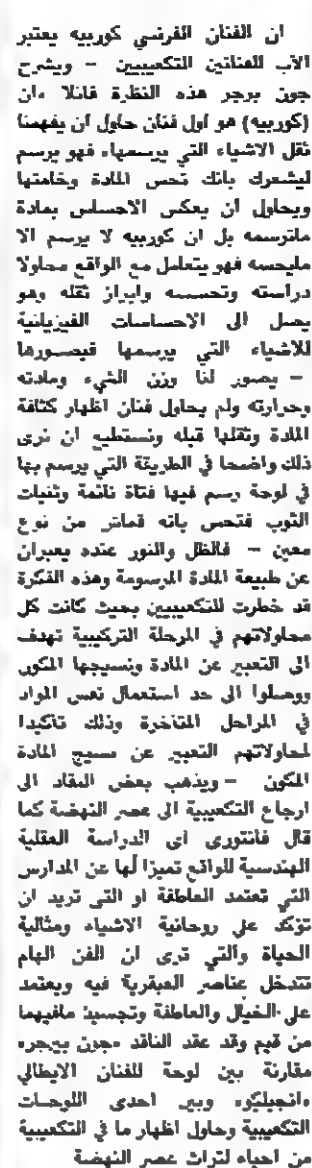 ان الفنان الفرنسي كوربيه يعتبر
الأب للفنانين التكعيبيين - ويشرح
جون برجر هذه النظرة قائلا «ان
(كوربيه) هو اول فنان حاول ان يفهمنا
ثقل الاشياء التي يرسمها، فهو يرسم
ليشعرك بانك تحس المادة وخامتها
ويحاول ان يعكس الاحساس بمادة
مايرسمه بل ان كوربيه لا يرسم الا
مايحسه فهو يتعامل مع الواقع محاولا
دراسته وتحسسه وابراز ثقله وهو
يصل الى الاحساسات الفيزيائية
للاشياء التي يرسمها فيصورها
- يصور لنا وزن الشيء ومادته
وحرارته ولم يحاول فنان اظهار كثافة
المادة وثقلها قبله ونستطيع ان نرى
ذلك واضحا في الطريقة التي يرسم بها
في لوحة رسم فيها فتاة نائمة وثنيات
الثوب فتحس بانه قماش من نوع
معين - فالظل والنور عنده يعبران
عن طبيعة المادة المرسومة وهذه الفكرة
قد خطرت للتكعيبيين بحيث كانت كل
محاولاتهم في المرحلة التركيبية تهدف
الى التعبير عن المادة ونسيجها المكون
ووصلوا الى حد استعمال نفس المواد
في المراحل المتاخرة وذلك تاكيدا
لمحاولاتهم التعبير عن نسيج المادة
المكون - ويذهب بعض النقاد الى
ارجاع التكعيبية الى عصر النهضة كما
قال فانتوري اى الدراسة العقلية
الهندسية للواقع تميزا لها عن المدارس
التي تعتمد العاطفة او التى تريد ان
تؤكد على روحانية الاشياء ومثالية
الحياة والتي ترى ان الفن الهام
تتدخل عناصر العبقرية فيه ويعتمد
على الخيال والعاطفة وتجسيد مافيهما
من قيم وقد عقد الناقد «جون بيرجر»
مقارنة بين لوحة للفنان الايطالي
«انجيليكو» وبين احدى اللوحات
التكعيبية وحاول اظهار ما في التكعيبية
من احياء لتراث عصر النهضة